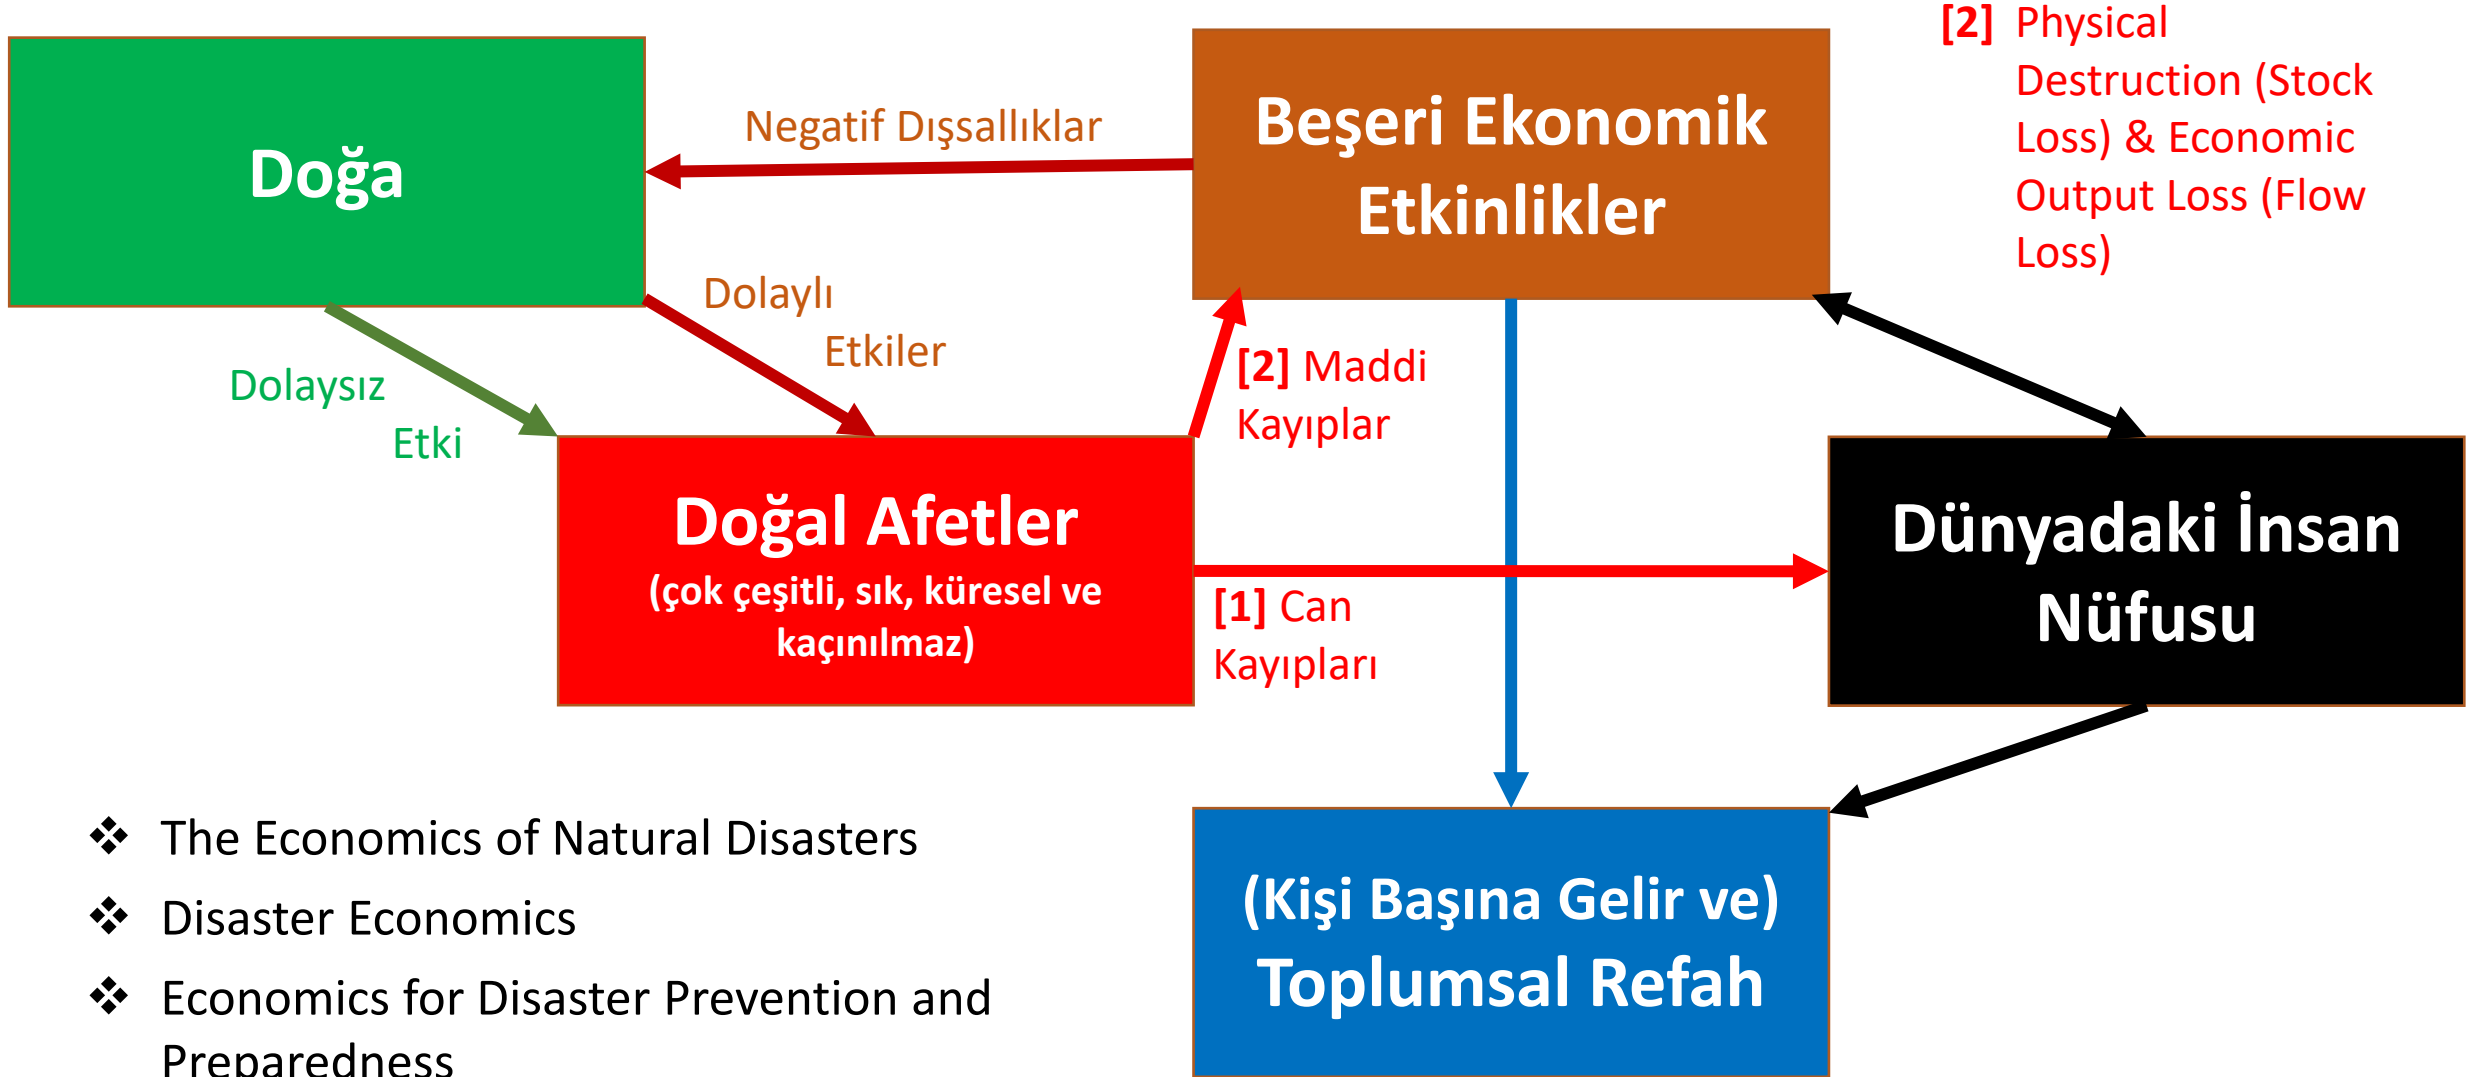 Doğa
Negatif Dışsallıklar
Beşeri Ekonomik
Etkinlikler
[2] Physical
Destruction (Stock
Loss) & Economic
Output Loss (Flow
Loss)
Dolaylı
Etkiler
Dolaysız
Etki
[2] Maddi
Kayıplar
Doğal Afetler
(çok çeşitli, sık, küresel ve
kaçınılmaz)
[1] Can
Kayıpları
Dünyadaki İnsan
Nüfusu
(Kişi Başına Gelir ve)
Toplumsal Refah
❖ The Economics of Natural Disasters
❖ Disaster Economics
❖ Economics for Disaster Prevention and
Preparedness